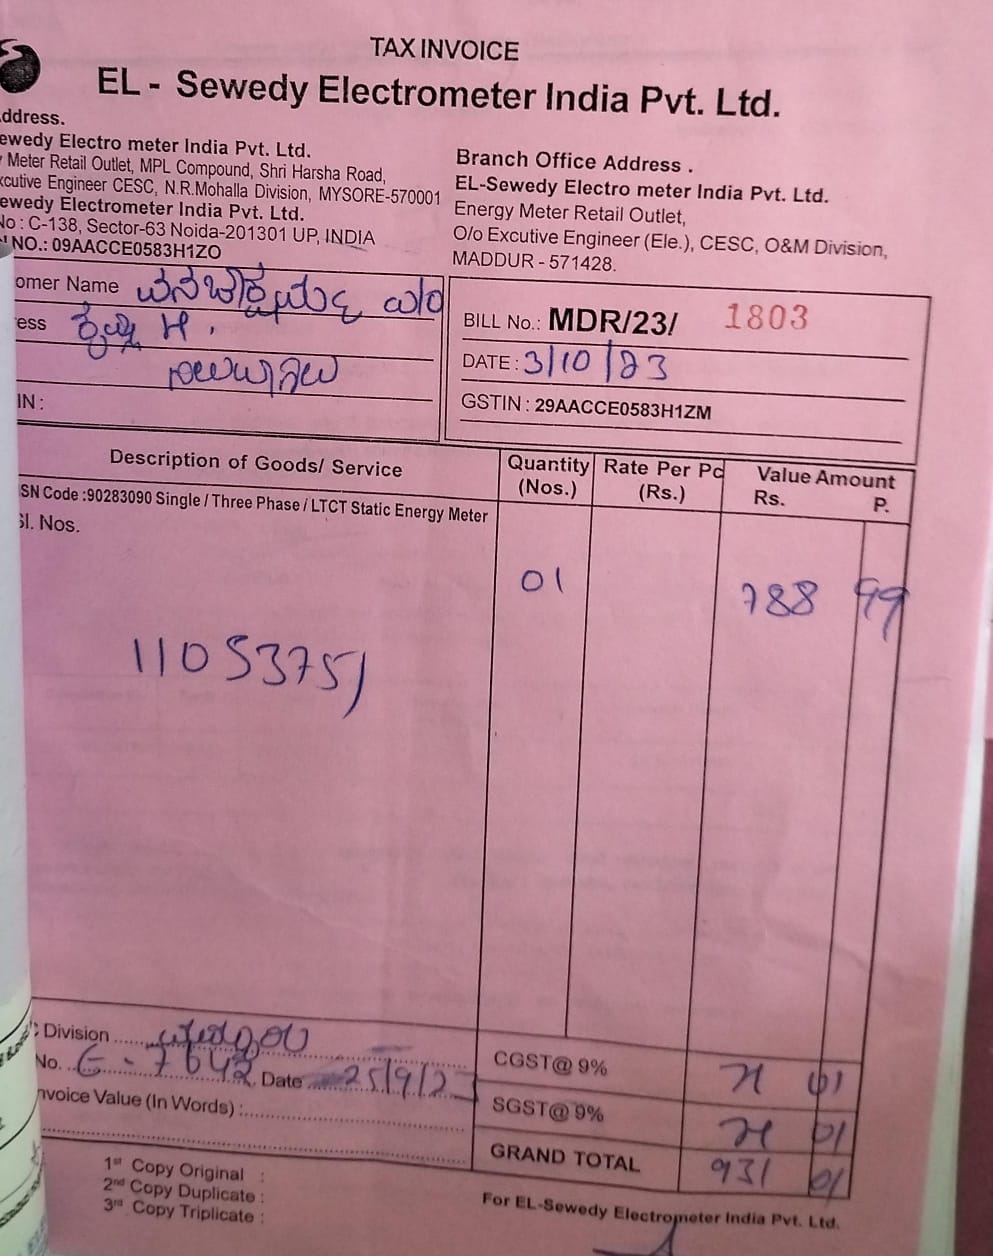 TAX INVOICE
EL - Sewedy Electrometer India Pvt. Ltd.
ddress.
ewedy Electro meter India Pvt. Ltd.
Meter Retail Outlet, MPL Compound, Shri Harsha Road,
xcutive Engineer CESC, N.R.Mohalla Division, MYSORE-570001
ewedy Electrometer India Pvt. Ltd.
No : C-138, Sector-63 Noida-201301 UP, INDIA
NO.: 09AACCE0583H1ZO
Branch Office Address .
EL-Sewedy Electro meter India Pvt. Ltd.
Energy Meter Retail Outlet,
O/o Excutive Engineer (Ele.), CESC, O&M Division,
MADDUR - 571428.
omer Name
ess
IN :
BILL No.: MDR/23/ 1803
DATE : 3/10/23
GSTIN : 29AACCE0583H1ZM
Description of Goods/ Service
Quantity (Nos.)
Rate Per Pc (Rs.)
Value Amount
Rs. P.
SN Code :90283090 Single / Three Phase / LTCT Static Energy Meter
Sl. Nos.
01 788 99
11053751
Division
No. 6-7642 Date 25/9/23
nvoice Value (In Words) :
CGST@ 9% 71 01
SGST@ 9% 71 01
GRAND TOTAL 931 01
1st Copy Original :
2nd Copy Duplicate :
3rd Copy Triplicate :
For EL-Sewedy Electrometer India Pvt. Ltd.